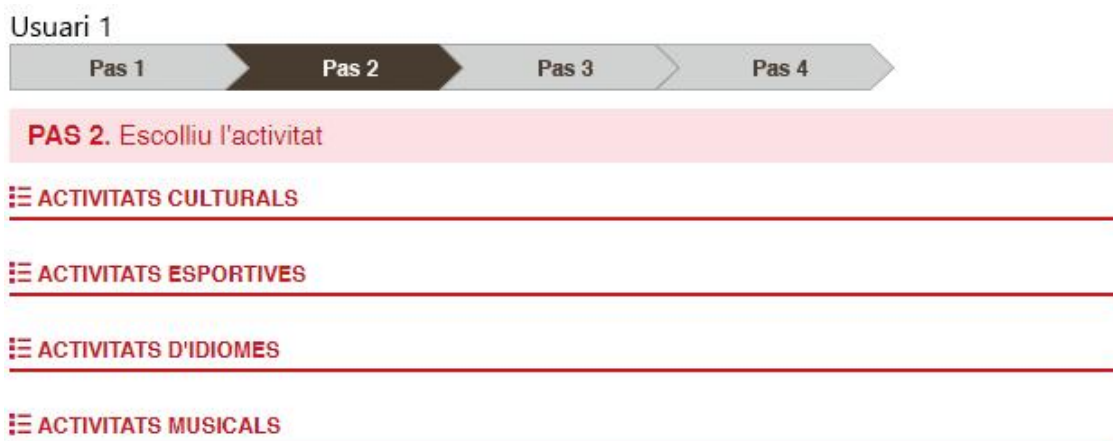 Usuari 1
Pas 1 Pas 2 Pas 3 Pas 4
PAS 2. Escolliu l'activitat
ACTIVITATS CULTURALS
ACTIVITATS ESPORTIVES
ACTIVITATS D'IDIOMES
ACTIVITATS MUSICALS